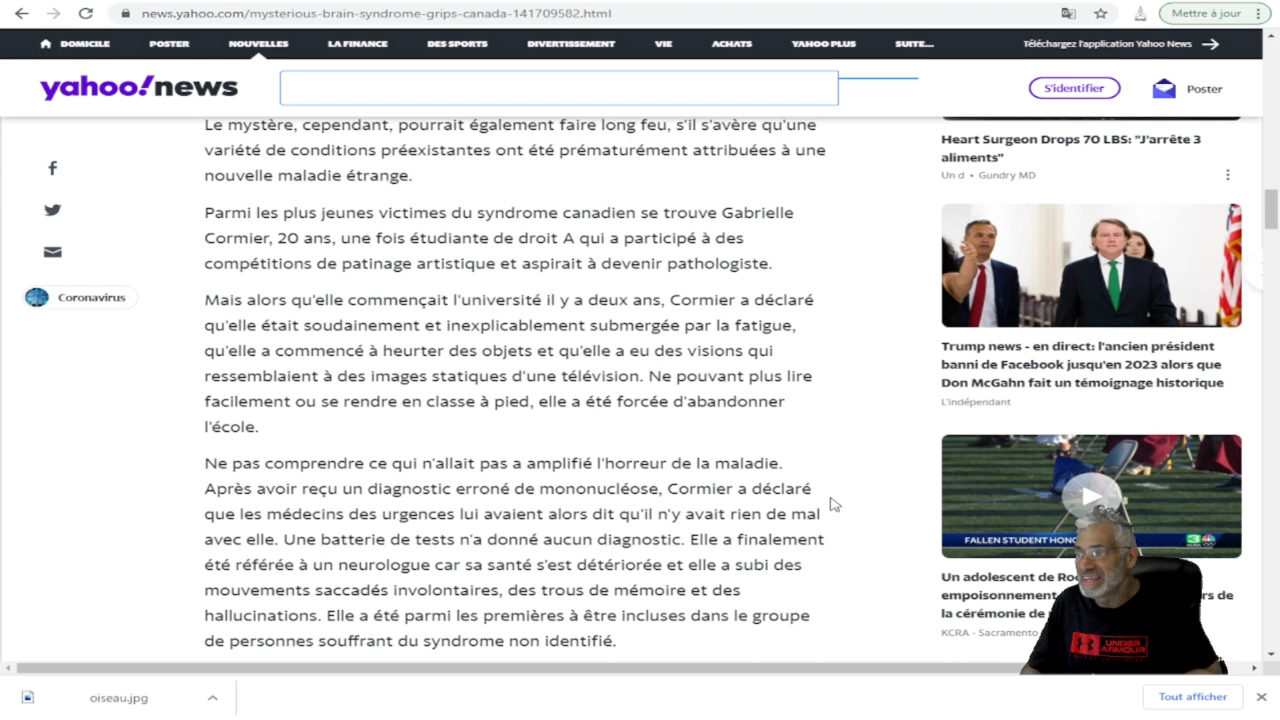 news.yahoo.com/mysterious-brain-syndrome-grips-canada-141709582.html
Mettre à jour
DOMICILE
POSTER
NOUVELLES
LA FINANCE
DES SPORTS
DIVERTISSEMENT
VIE
ACHATS
YAHOO PLUS
SUITE...
Téléchargez l'application Yahoo News
yahoo!news
S'identifier
Poster
Coronavirus
Le mystère, cependant, pourrait également faire long feu, s'il s'avère qu'une
variété de conditions préexistantes ont été prématurément attribuées à une
nouvelle maladie étrange.
Parmi les plus jeunes victimes du syndrome canadien se trouve Gabrielle
Cormier, 20 ans, une fois étudiante de droit A qui a participé à des
compétitions de patinage artistique et aspirait à devenir pathologiste.
Mais alors qu'elle commençait l'université il y a deux ans, Cormier a déclaré
qu'elle était soudainement et inexplicablement submergée par la fatigue,
qu'elle a commencé à heurter des objets et qu'elle a eu des visions qui
ressemblaient à des images statiques d'une télévision. Ne pouvant plus lire
facilement ou se rendre en classe à pied, elle a été forcée d'abandonner
l'école.
Ne pas comprendre ce qui n'allait pas a amplifié l'horreur de la maladie.
Après avoir reçu un diagnostic erroné de mononucléose, Cormier a déclaré
que les médecins des urgences lui avaient alors dit qu'il n'y avait rien de mal
avec elle. Une batterie de tests n'a donné aucun diagnostic. Elle a finalement
été référée à un neurologue car sa santé s'est détériorée et elle a subi des
mouvements saccadés involontaires, des trous de mémoire et des
hallucinations. Elle a été parmi les premières à être incluses dans le groupe
de personnes souffrant du syndrome non identifié.
Heart Surgeon Drops 70 LBS: "J'arrête 3
aliments"
Un d • Gundry MD
Trump news - en direct: l'ancien président
banni de Facebook jusqu'en 2023 alors que
Don McGahn fait un témoignage historique
L'indépendant
FALLEN STUDENT HONO
3
Un adolescent de Ro
empoisonnement rs de
la cérémonie de
KCRA - Sacramento
UNDER
ARMOUR
oiseau.jpg
Tout afficher